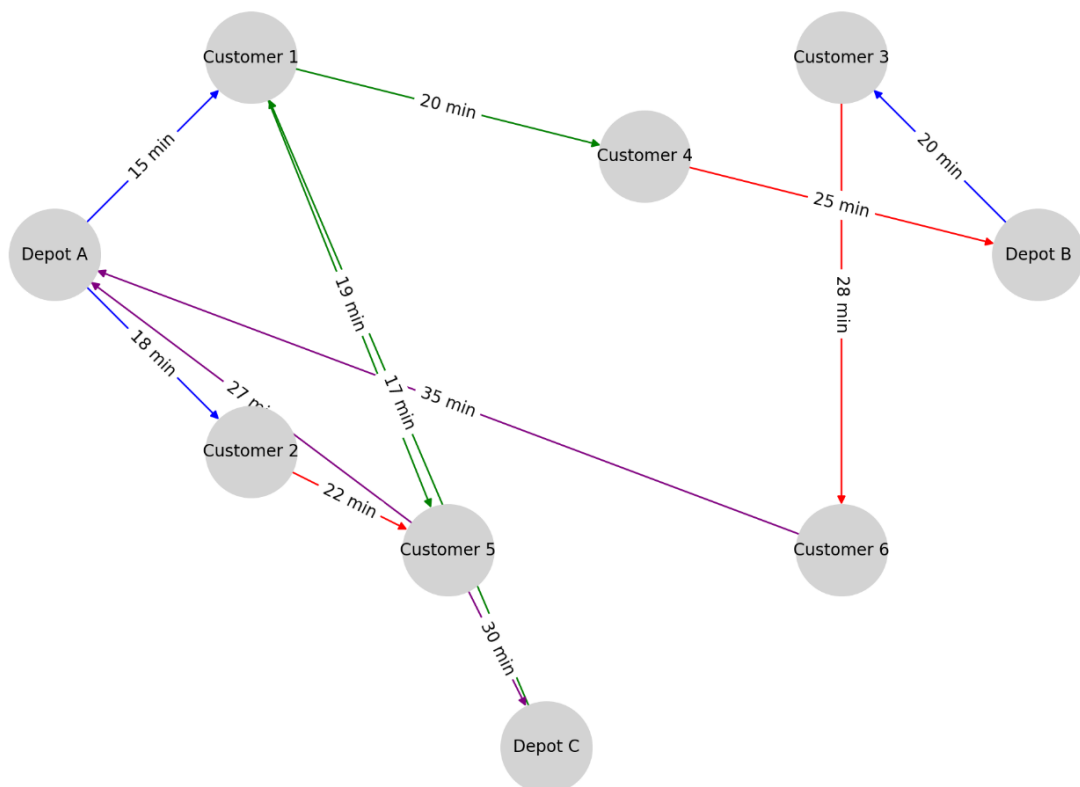 Customer 1
Customer 3
20 min
Customer 4
15 min
20 min
25 min
Depot A
Depot B
19 min
28 min
18 min
27
17 min
35 min
Customer 2
22 min
Customer 5
Customer 6
30 min
Depot C